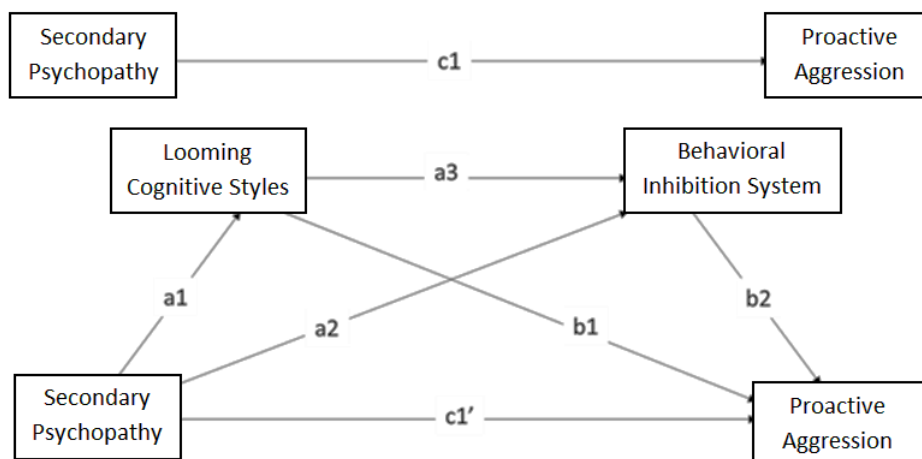 Secondary
Psychopathy
c1
Proactive
Aggression
Looming
Cognitive Styles
a3
Behavioral
Inhibition System
a1
a2
b1
b2
Secondary
Psychopathy
c1’
Proactive
Aggression